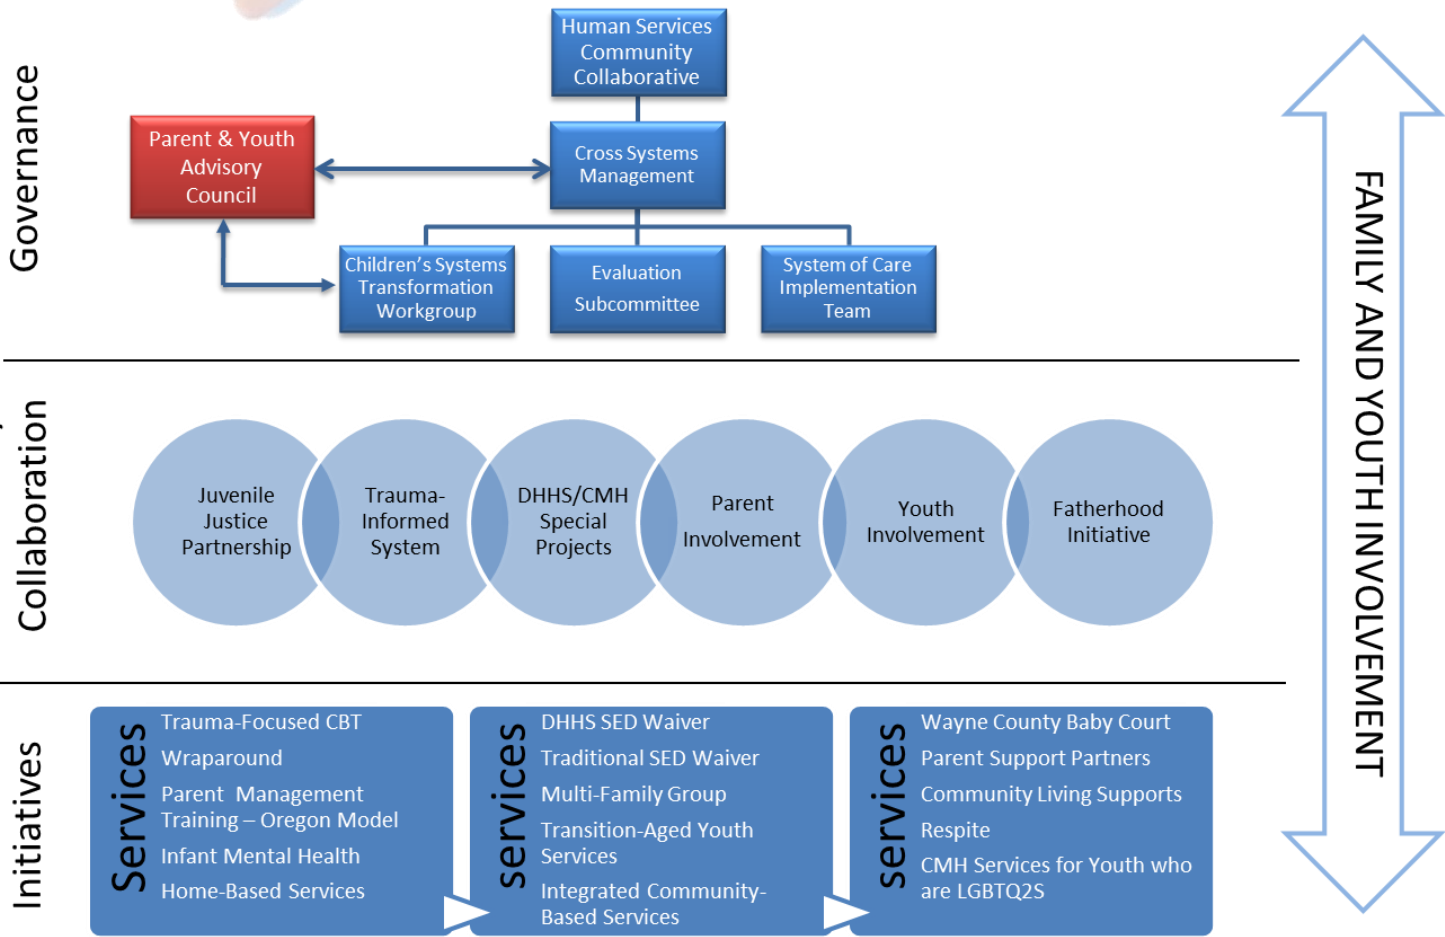 Governance
Human Services
Community
Collaborative
Parent & Youth
Advisory
Council
Cross Systems
Management
Children's Systems
Transformation
Workgroup
Evaluation
Subcommittee
System of Care
Implementation
Team
Collaboration
Juvenile
Justice
Partnership
Trauma-
Informed
System
DHHS/CMH
Special
Projects
Parent
Involvement
Youth
Involvement
Fatherhood
Initiative
Initiatives
Services
Trauma-Focused CBT
Wraparound
Parent Management
Training – Oregon Model
Infant Mental Health
Home-Based Services
services
DHHS SED Waiver
Traditional SED Waiver
Multi-Family Group
Transition-Aged Youth
Services
Integrated Community-
Based Services
services
Wayne County Baby Court
Parent Support Partners
Community Living Supports
Respite
CMH Services for Youth who
are LGBTQ2S
FAMILY AND YOUTH INVOLVEMENT